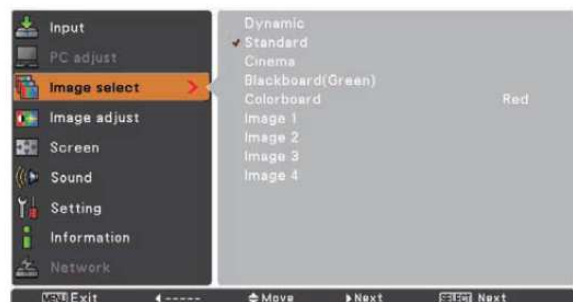 Input
PC adjust
Image select
Image adjust
Screen
Sound
Setting
Information
Network
Dynamic
Standard
Cinema
Blackboard(Green)
Colorboard Red
Image 1
Image 2
Image 3
Image 4
MENU Exit ----- Move Next SELECT Next